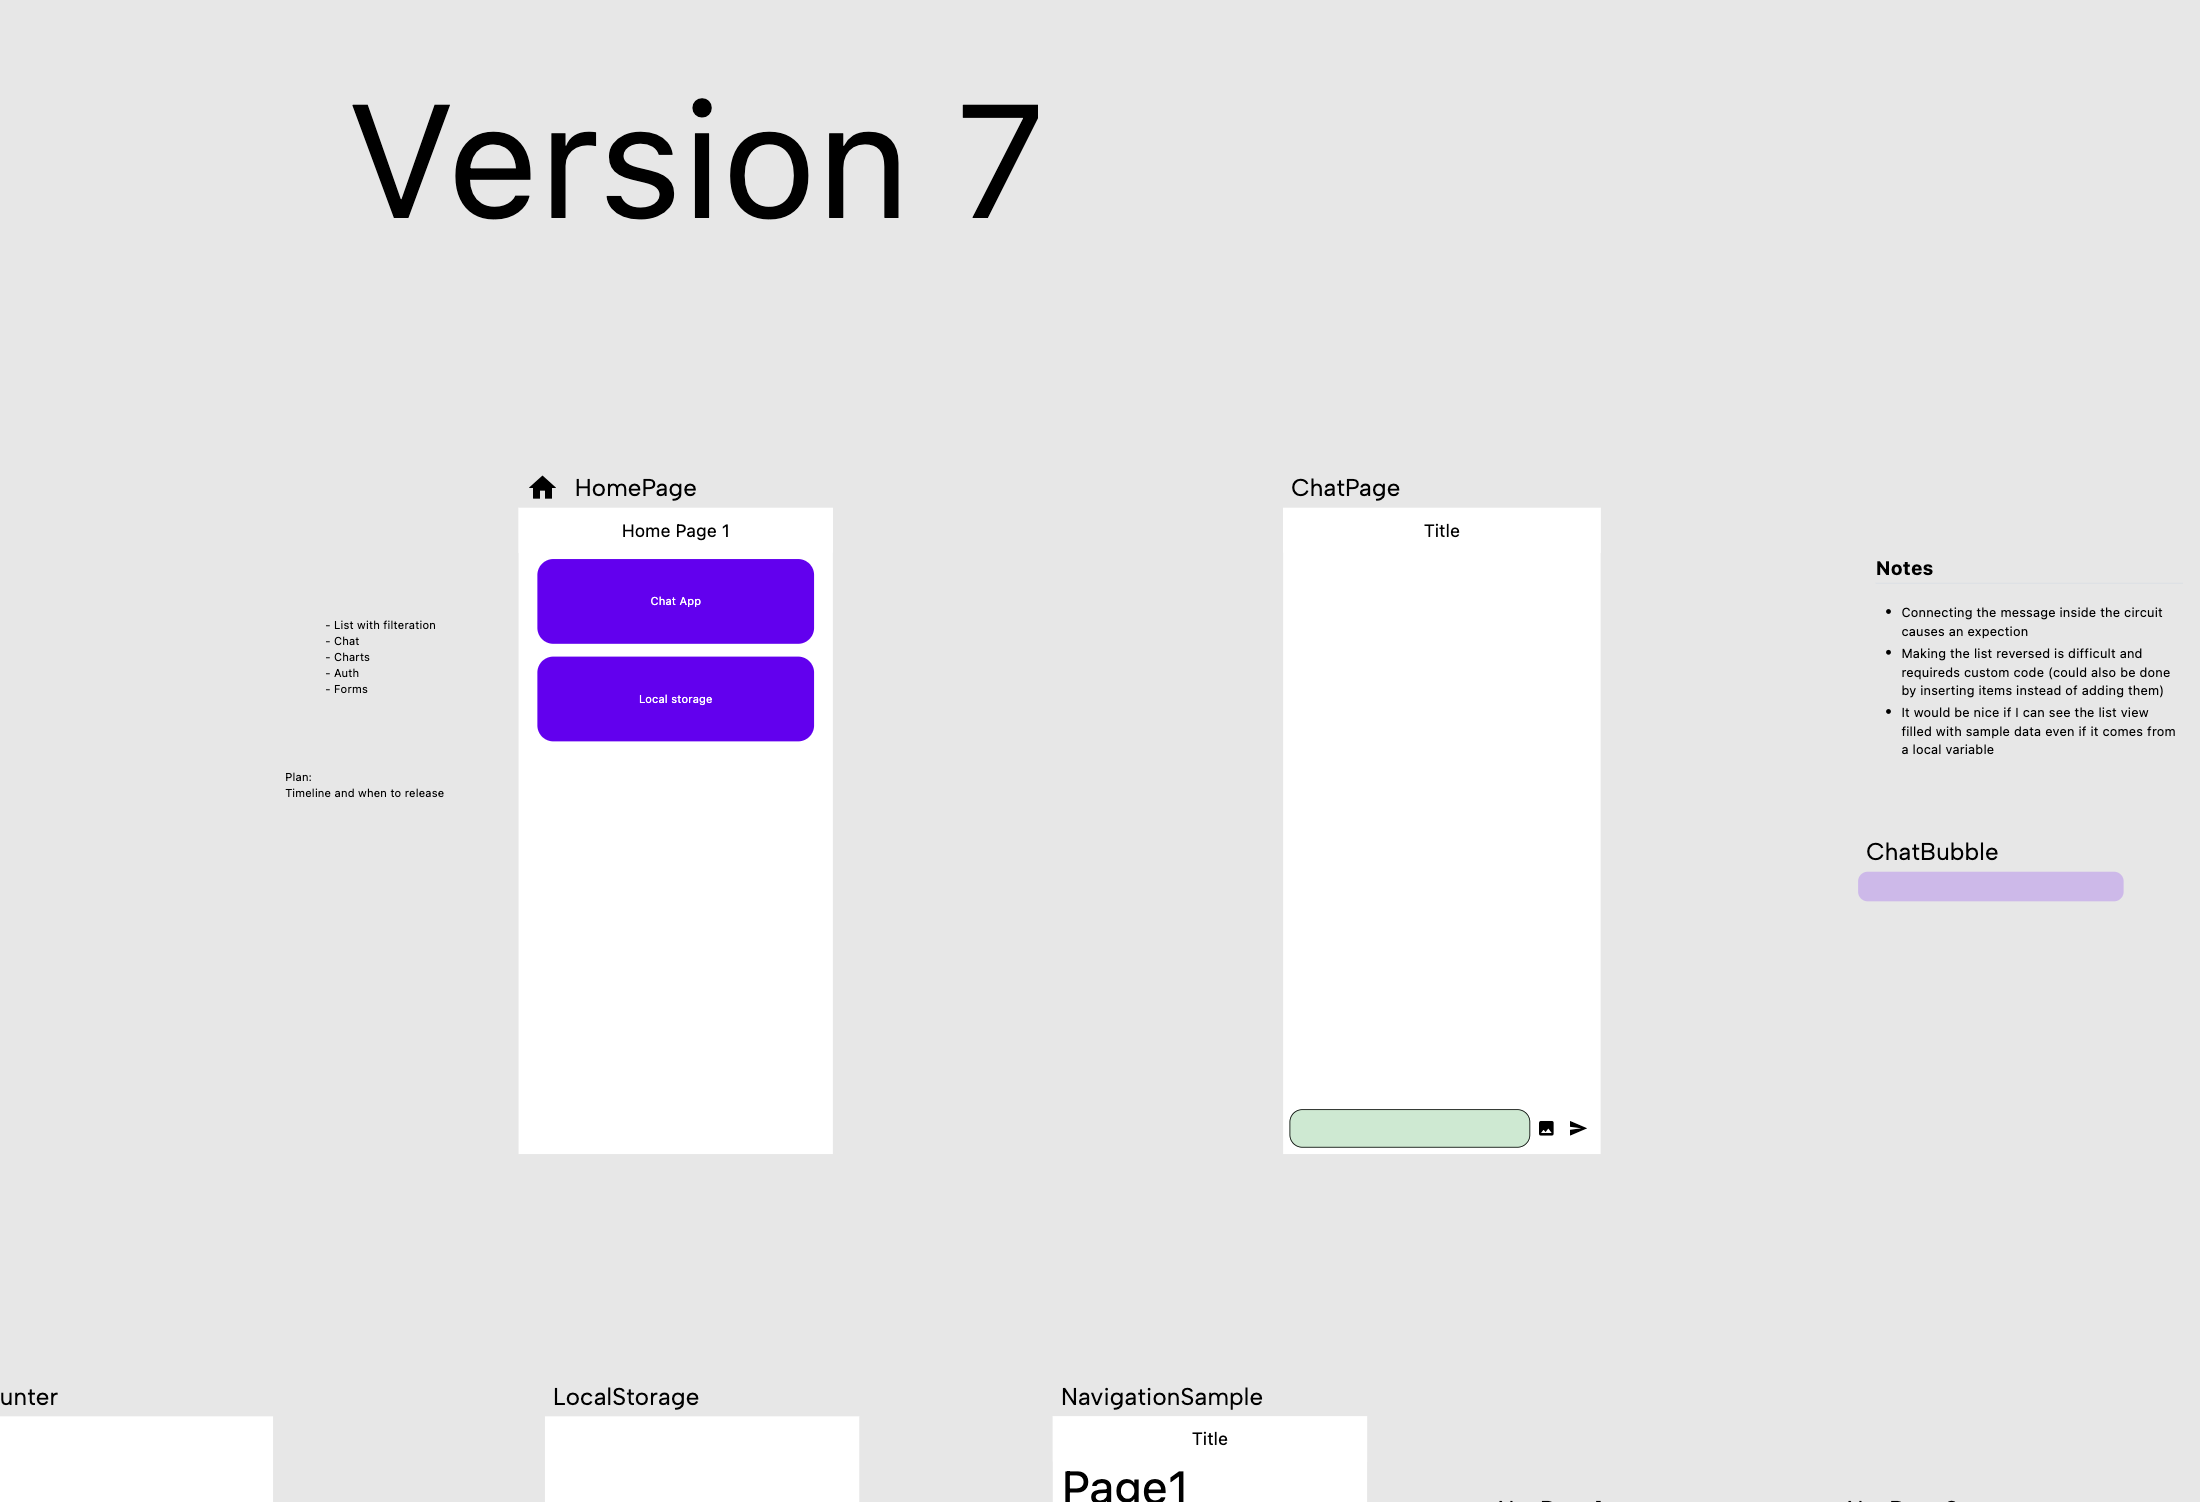 Version 7
HomePage
Home Page 1
Chat App
Local storage
- List with filteration
- Chat
- Charts
- Auth
- Forms
Plan:
Timeline and when to release
ChatPage
Title
Notes
• Connecting the message inside the circuit
causes an expection
• Making the list reversed is difficult and
requireds custom code (could also be done
by inserting items instead of adding them)
• It would be nice if I can see the list view
filled with sample data even if it comes from
a local variable
ChatBubble
unter
LocalStorage
NavigationSample
Title
Page1